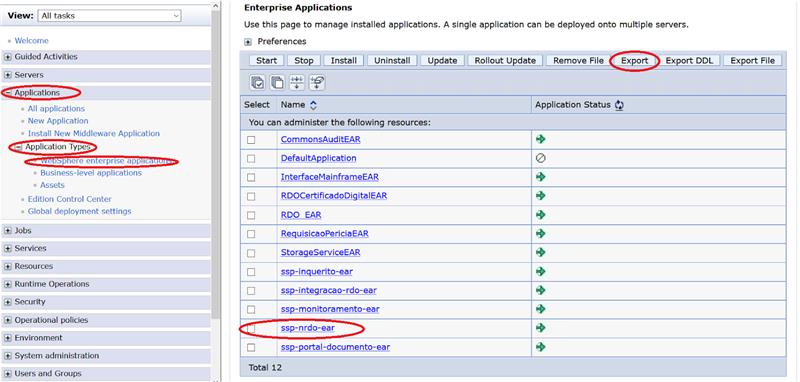 View: All tasks
Welcome
Guided Activities
Servers
Applications
All applications
New Application
Install New Middleware Application
Application Types
WebSphere enterprise applications
Business-level applications
Assets
Edition Control Center
Global deployment settings
Jobs
Services
Resources
Runtime Operations
Security
Operational policies
Environment
System administration
Users and Groups
Enterprise Applications
Use this page to manage installed applications. A single application can be deployed onto multiple servers.
Preferences
Start Stop Install Uninstall Update Rollout Update Remove File Export Export DDL Export File
Select Name Application Status
You can administer the following resources:
CommonsAuditEAR
DefaultApplication
InterfaceMainframeEAR
RDOCertificadoDigitalEAR
RDO_EAR
RequisicaoPericiaEAR
StorageServiceEAR
ssp-inquerito-ear
ssp-integracao-rdo-ear
ssp-monitoramento-ear
ssp-nrdo-ear
ssp-portal-documento-ear
Total 12